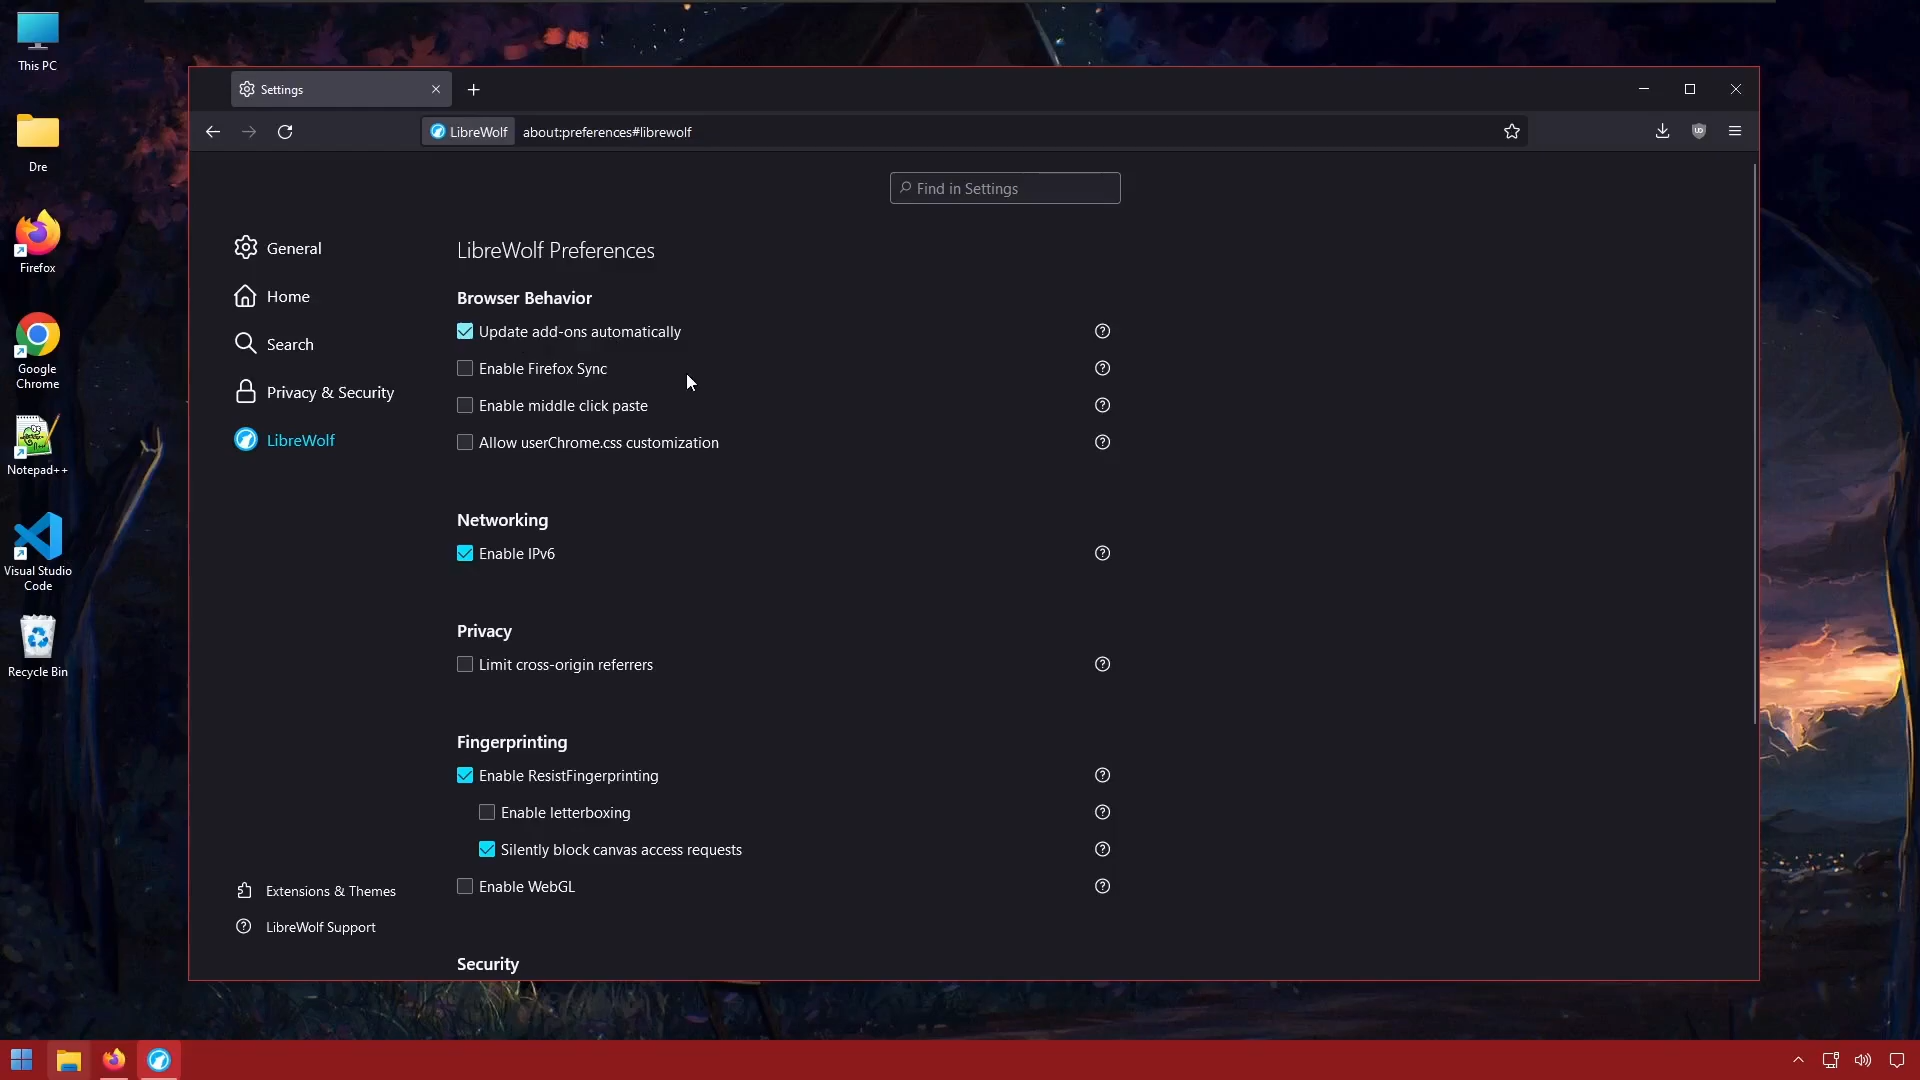 This PC
Dre
Firefox
Google
Chrome
Notepad++
Visual Studio
Code
Recycle Bin
Settings
LibreWolf about:preferences#librewolf
Find in Settings
General
Home
Search
Privacy & Security
LibreWolf
Extensions & Themes
LibreWolf Support
LibreWolf Preferences
Browser Behavior
Update add-ons automatically
Enable Firefox Sync
Enable middle click paste
Allow userChrome.css customization
Networking
Enable IPv6
Privacy
Limit cross-origin referrers
Fingerprinting
Enable ResistFingerprinting
Enable letterboxing
Silently block canvas access requests
Enable WebGL
Security